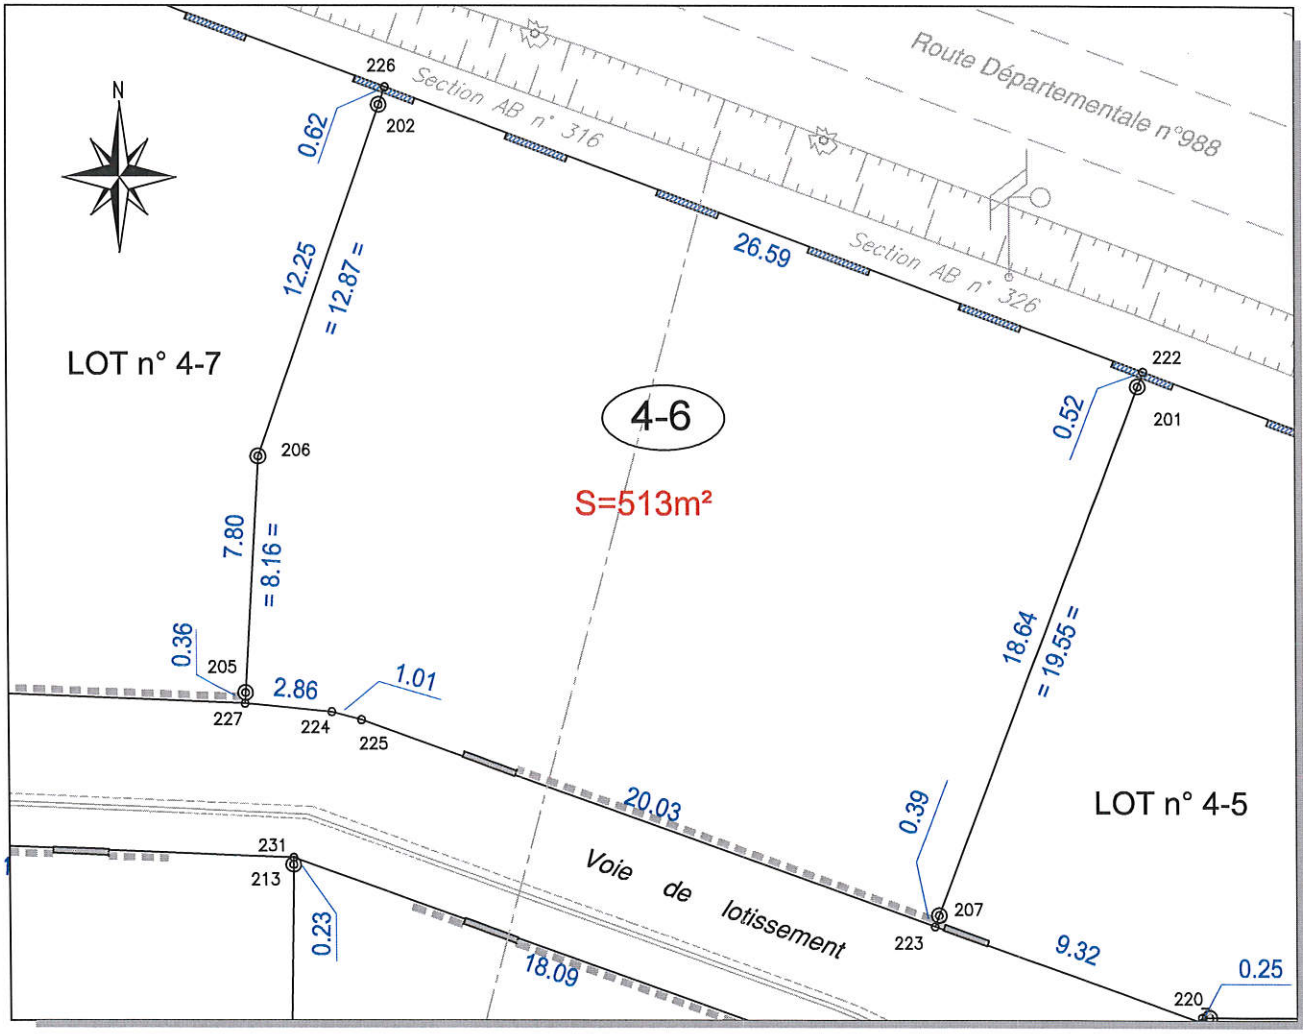 Route Départementale n°988
226
Section AB n° 316
N
0.62
202
26.59
Section AB n° 326
12.25
= 12.87 =
LOT n° 4-7
222
0.52
201
4-6
206
S=513m²
7.80
= 8.16 =
18.64
= 19.55 =
0.36
205
2.86
1.01
227
224
225
20.03
0.39
LOT n° 4-5
231
213
Voie de lotissement
207
223
0.23
18.09
9.32
0.25
220